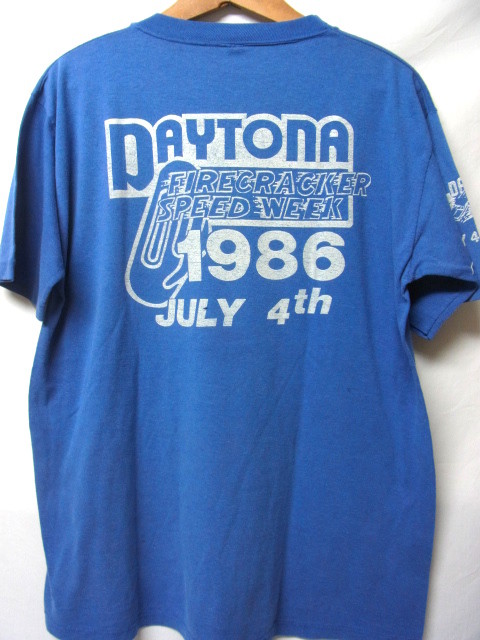 DAYTONA
FIRECRACKER
SPEED WEEK
1986
JULY 4th